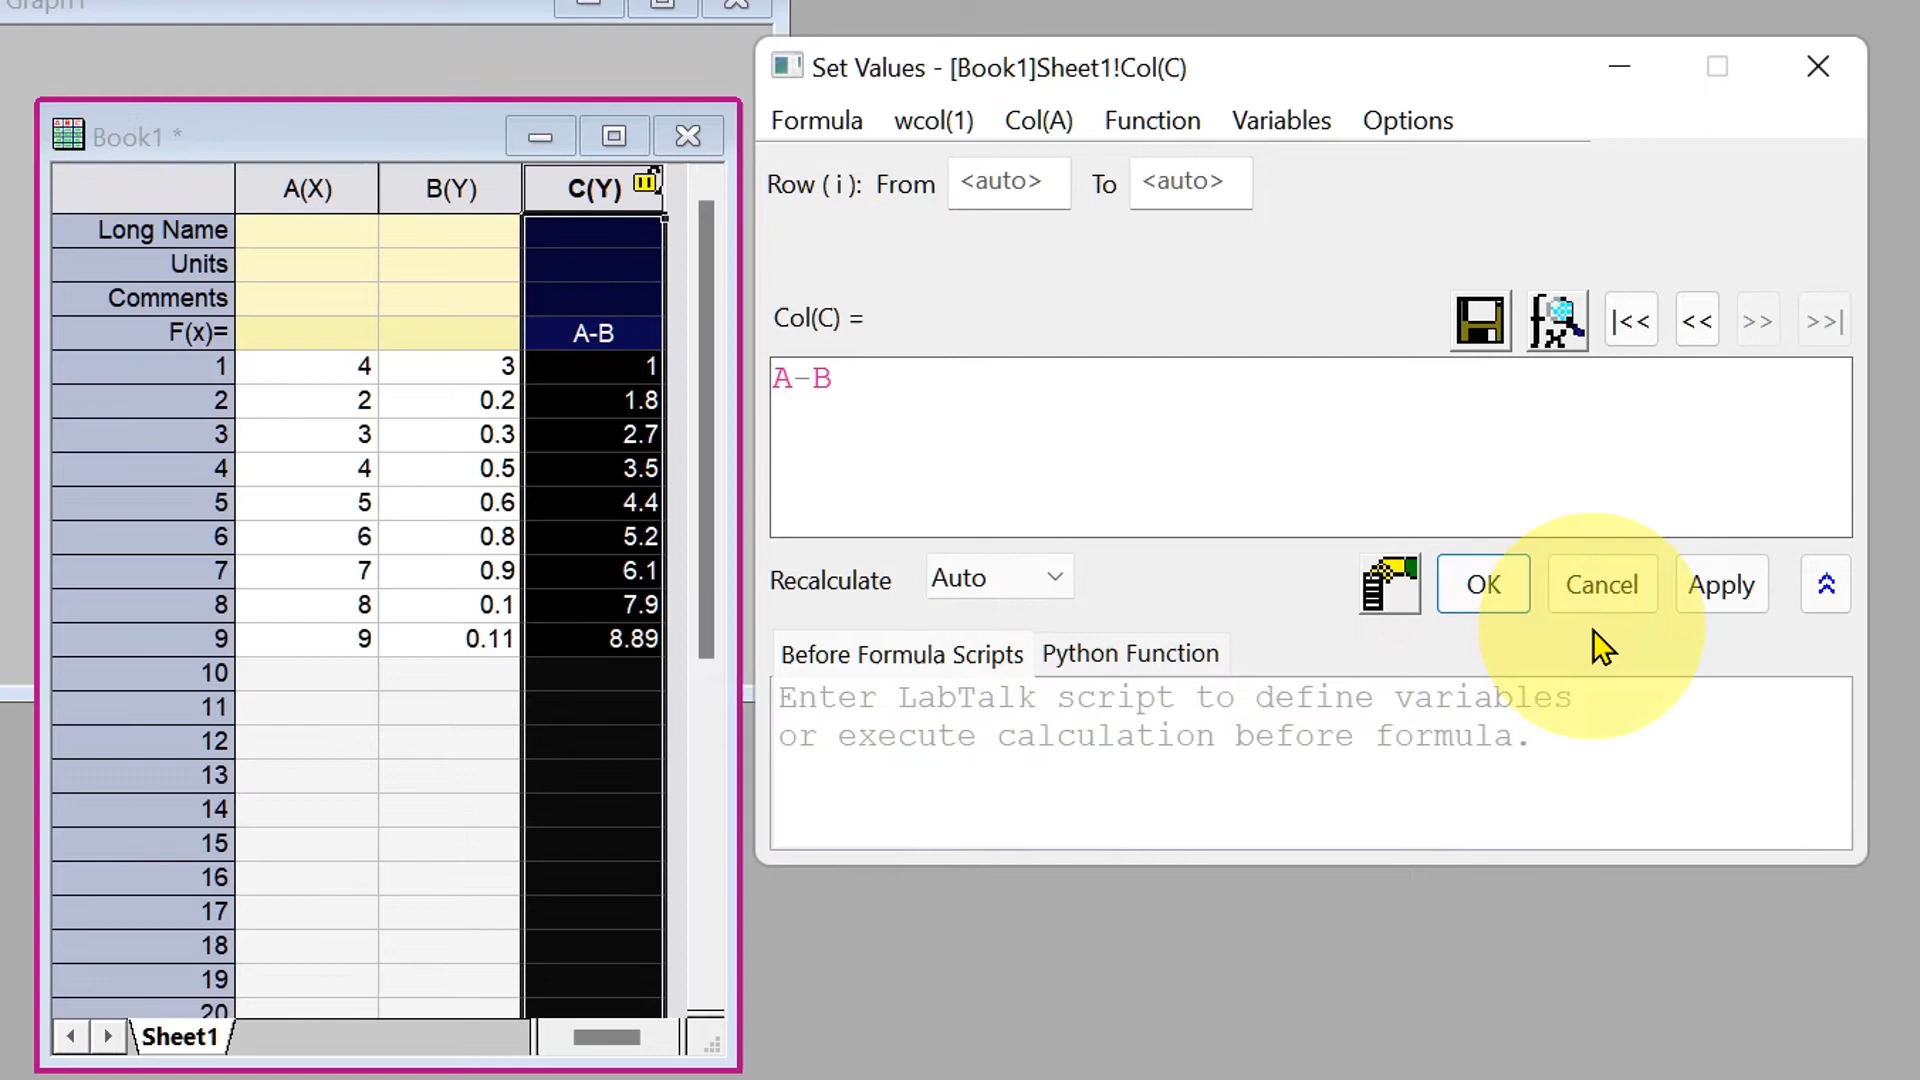 Graph1
Book1 *
A(X) B(Y) C(Y)
Long Name
Units
Comments
F(x)= A-B
1 4 3 1
2 2 0.2 1.8
3 3 0.3 2.7
4 4 0.5 3.5
5 5 0.6 4.4
6 6 0.8 5.2
7 7 0.9 6.1
8 8 0.1 7.9
9 9 0.11 8.89
10
11
12
13
14
15
16
17
18
19
20
Sheet1
Set Values - [Book1]Sheet1!Col(C)
Formula wcol(1) Col(A) Function Variables Options
Row ( i ): From <auto> To <auto>
Col(C) = |<< << >> >>|
A-B
Recalculate Auto OK Cancel Apply
Before Formula Scripts Python Function
Enter LabTalk script to define variables
or execute calculation before formula.